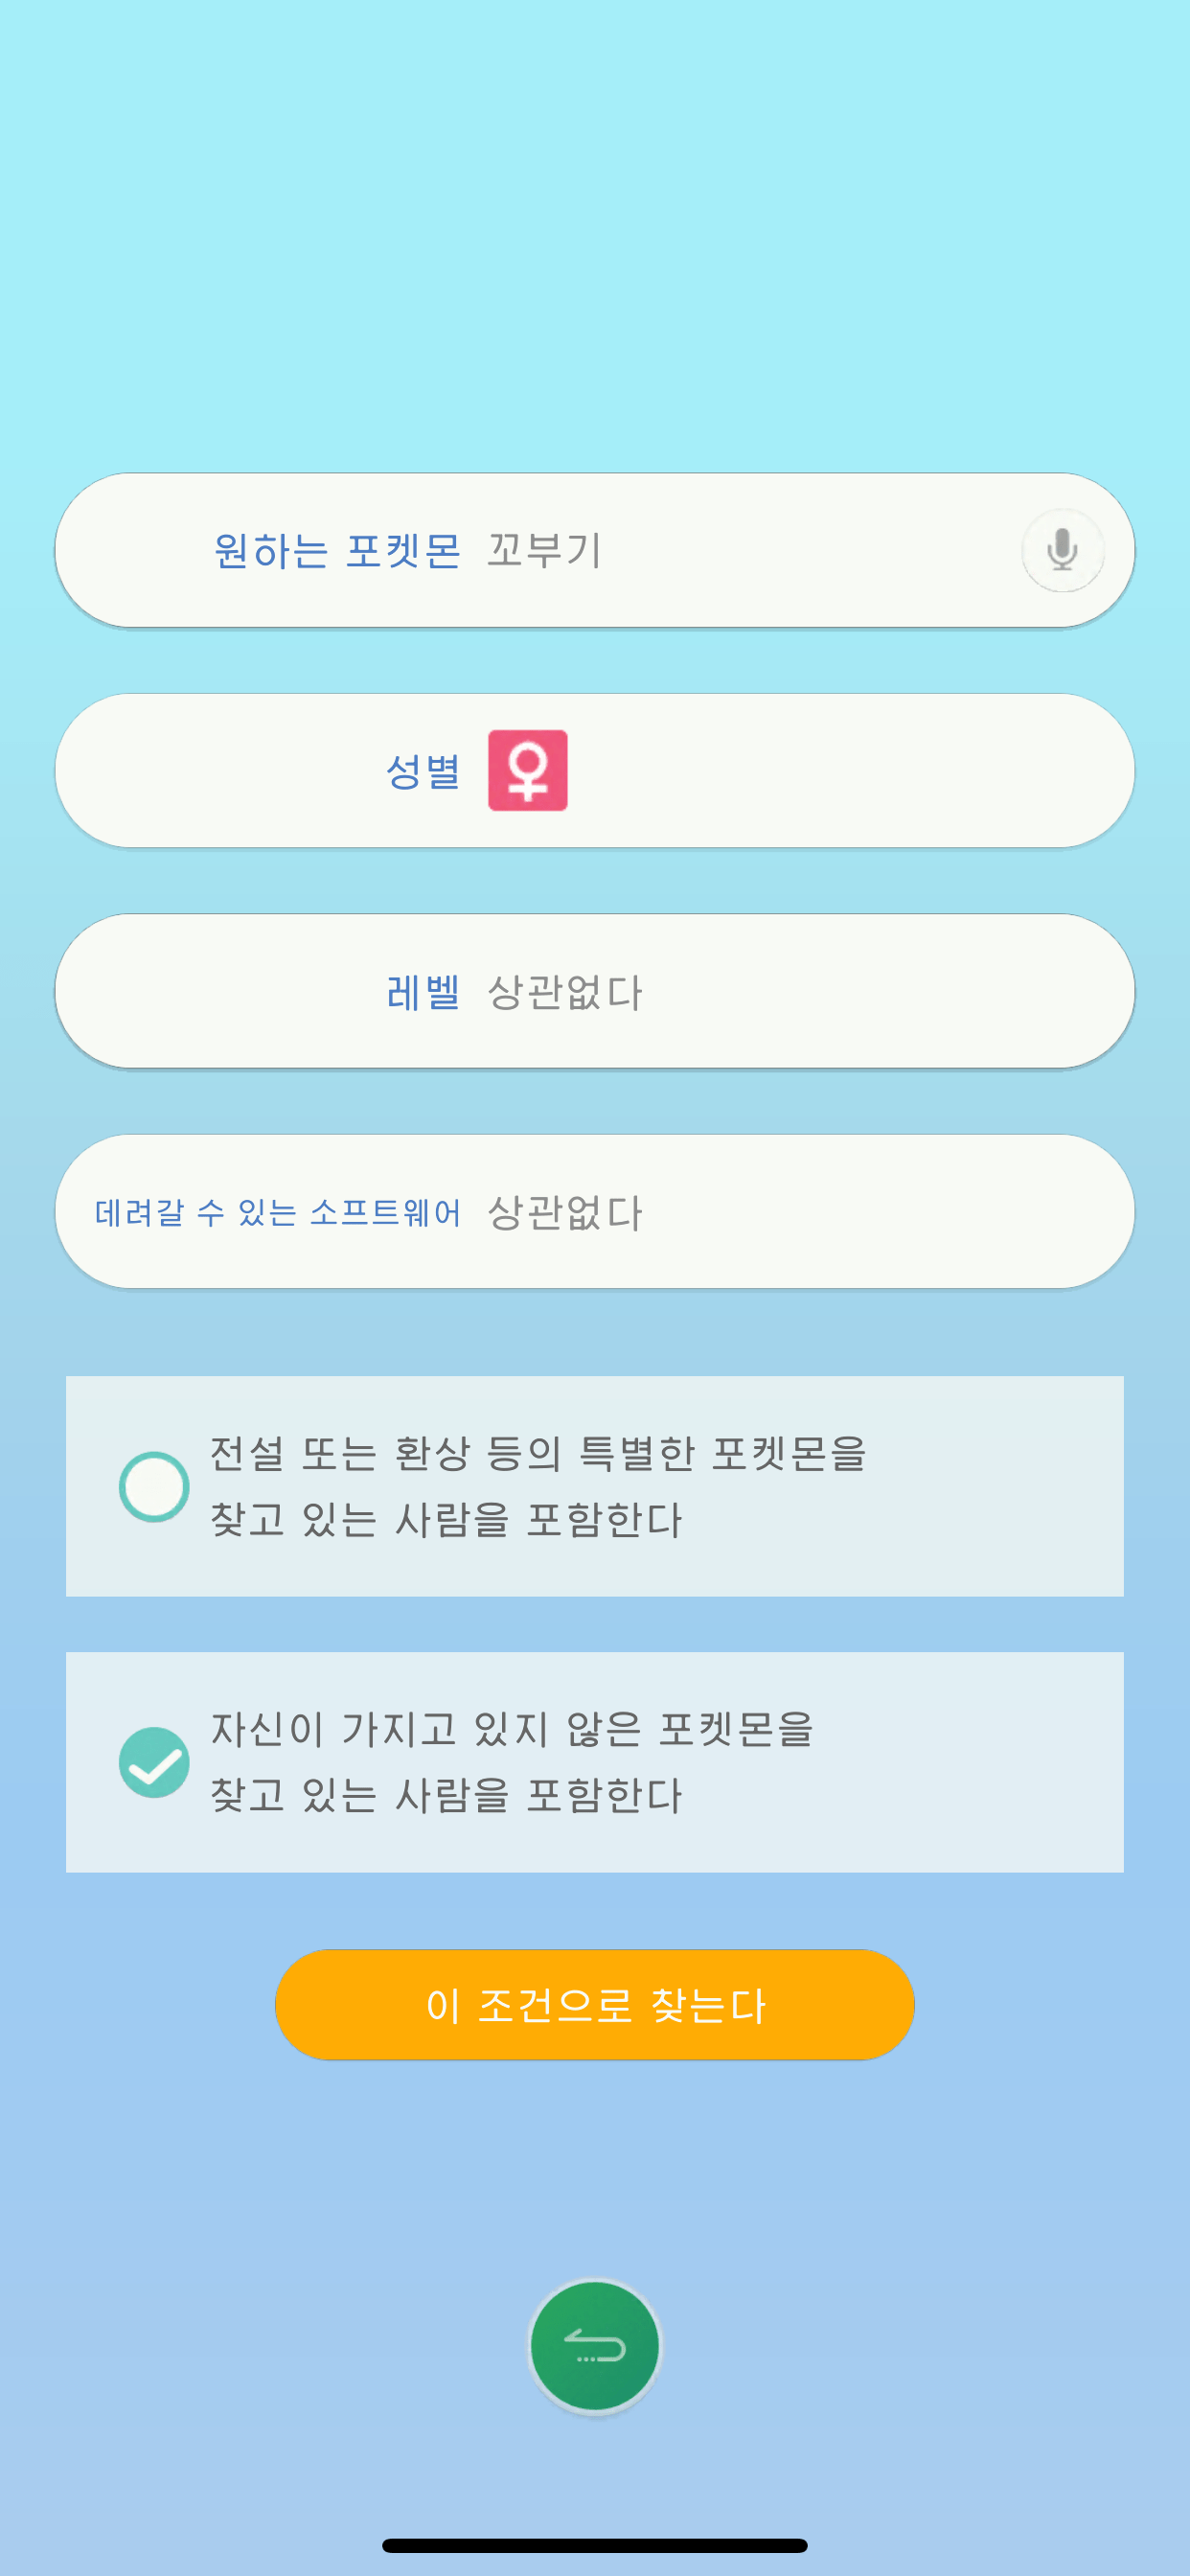 원하는 포켓몬 꼬부기
성별
레벨 상관없다
데려갈 수 있는 소프트웨어 상관없다
전설 또는 환상 등의 특별한 포켓몬을
찾고 있는 사람을 포함한다
자신이 가지고 있지 않은 포켓몬을
찾고 있는 사람을 포함한다
이 조건으로 찾는다